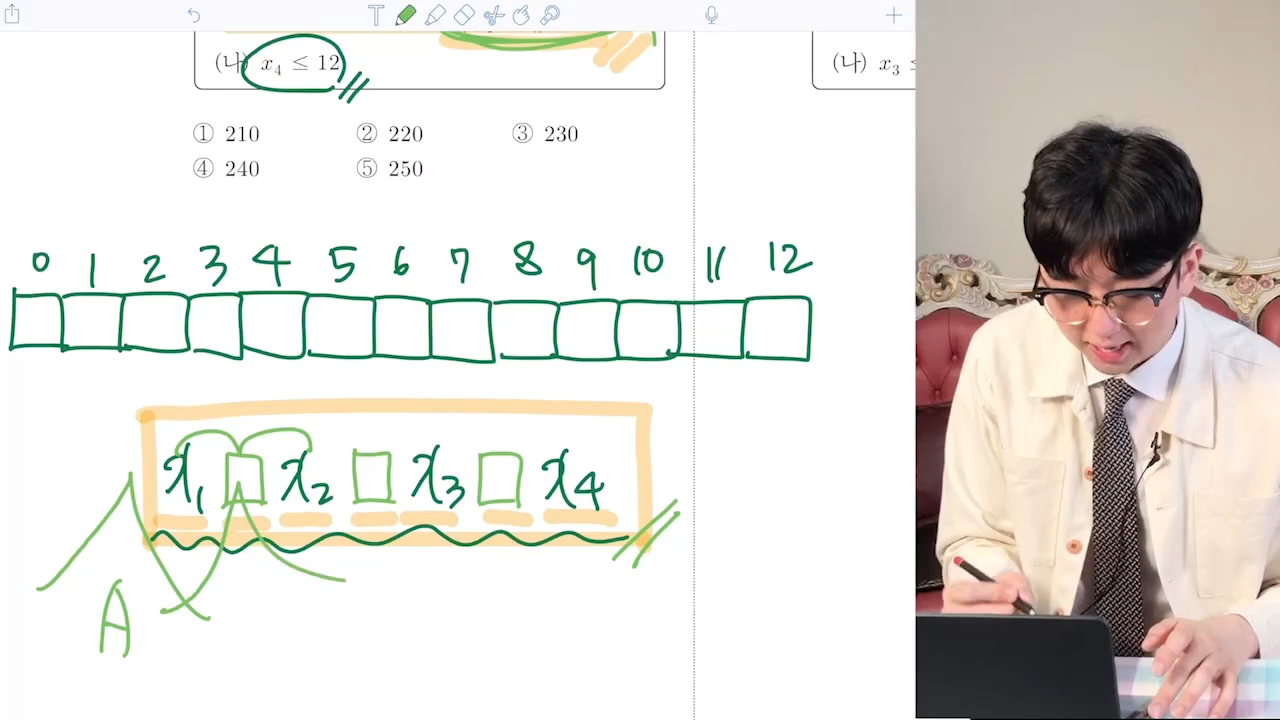 (나) x₄ ≤ 12
(나) x₃ ≤
① 210 ② 220 ③ 230
④ 240 ⑤ 250
0 1 2 3 4 5 6 7 8 9 10 11 12
x₁ □ x₂ □ x₃ □ x₄
A